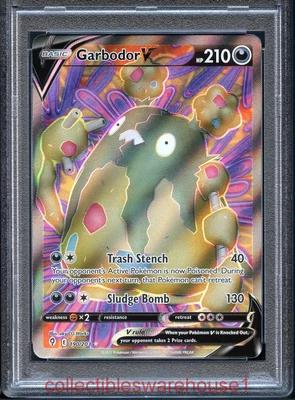 BASIC Garbodor V HP 210
Trash Stench 40
Your opponent's Active Pokémon is now Poisoned. During
your opponent's next turn, that Pokémon can't retreat.
Sludge Bomb 130
weakness ×2 resistance retreat
V rule When your Pokémon V is Knocked Out,
your opponent takes 2 Prize cards.
collectibleswarehouse1